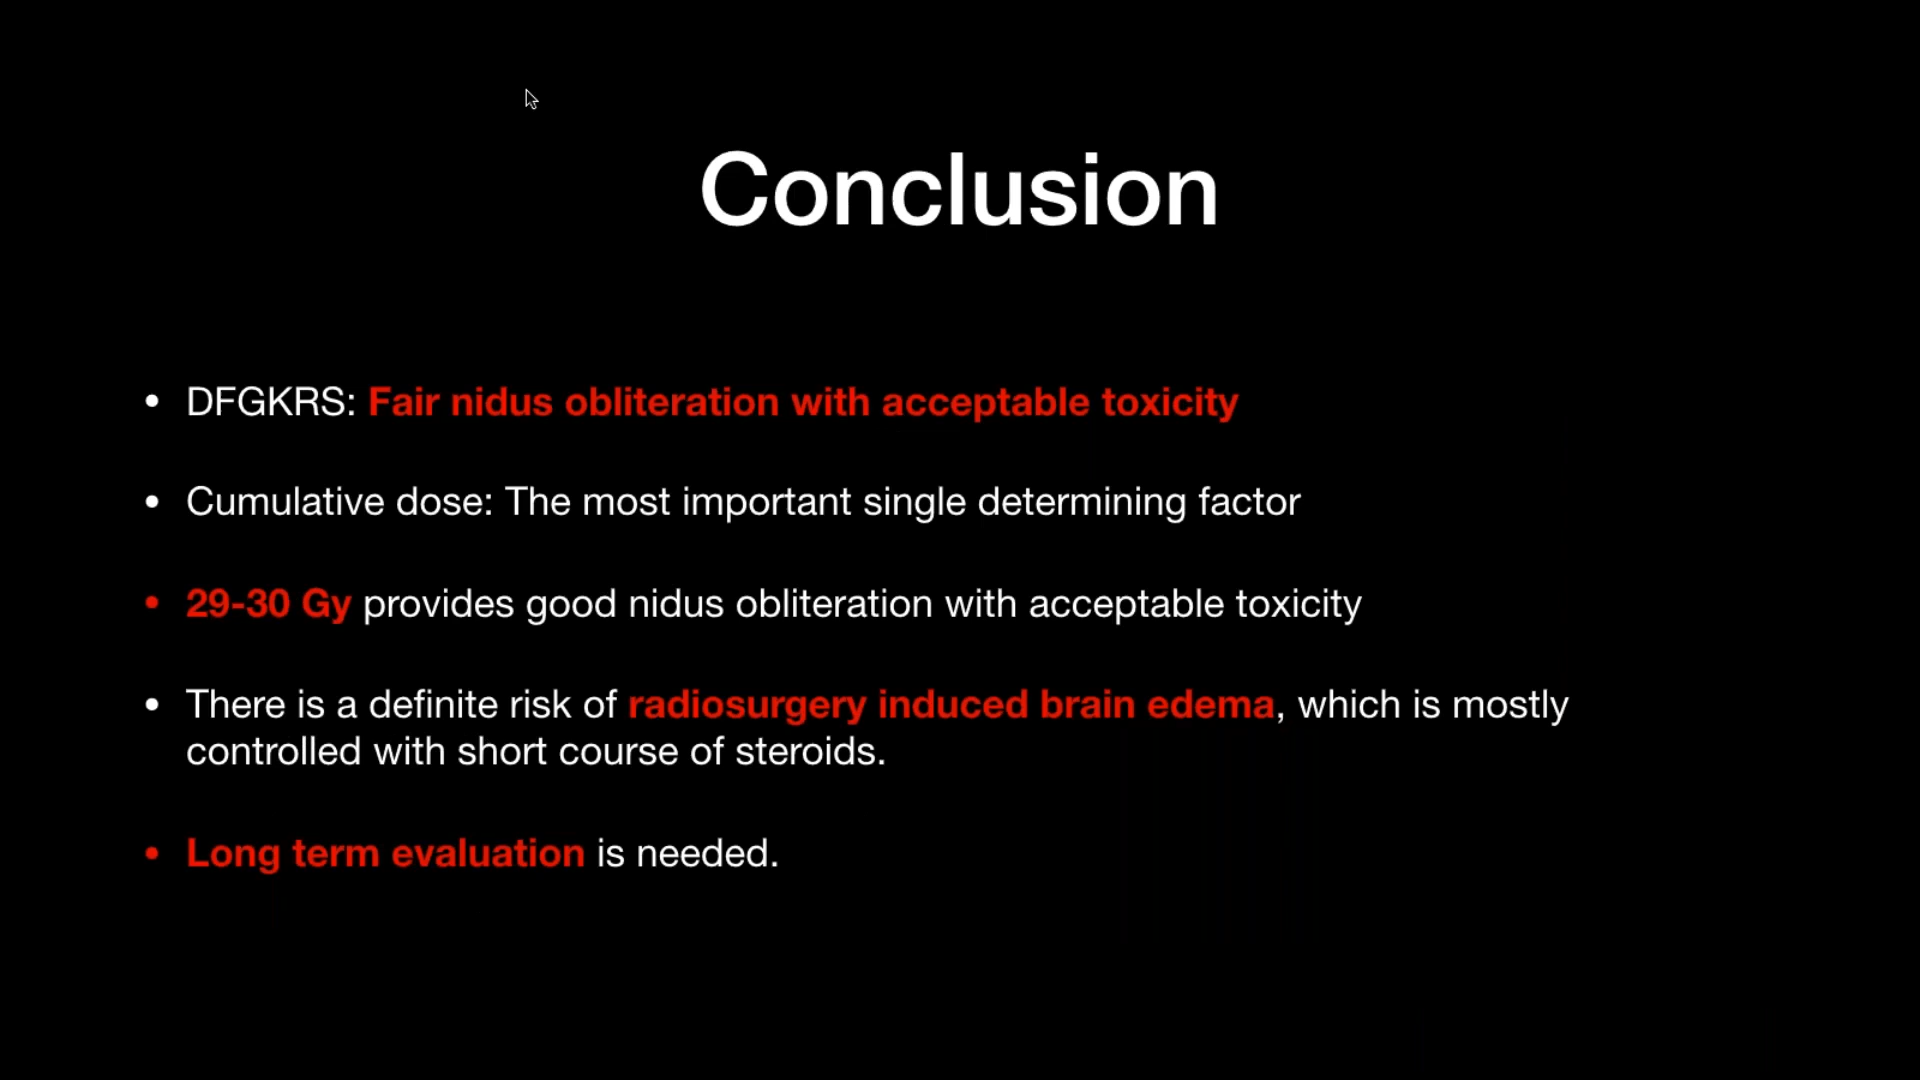 Conclusion
• DFGKRS: Fair nidus obliteration with acceptable toxicity
• Cumulative dose: The most important single determining factor
• 29-30 Gy provides good nidus obliteration with acceptable toxicity
• There is a definite risk of radiosurgery induced brain edema, which is mostly
controlled with short course of steroids.
• Long term evaluation is needed.